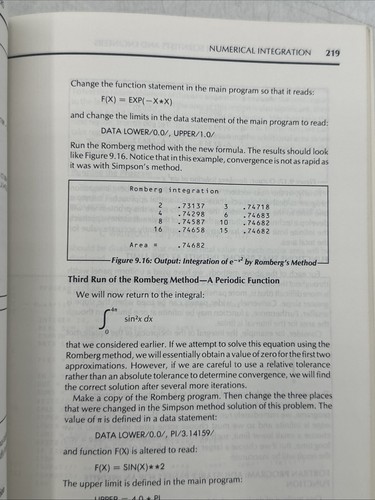 NUMERICAL INTEGRATION 219
Change the function statement in the main program so that it reads:
F(X) = EXP(−X*X)
and change the limits in the data statement of the main program to read:
DATA LOWER/0.0/, UPPER/1.0/
Run the Romberg method with the new formula. The results should look
like Figure 9.16. Notice that in this example, convergence is not as rapid as
it was with Simpson's method.
Romberg integration
2 .73137 3 .74718
4 .74298 6 .74683
8 .74587 10 .74682
16 .74658 15 .74682
Area = .74682
Figure 9.16: Output: Integration of e^−x² by Romberg's Method
Third Run of the Romberg Method—A Periodic Function
We will now return to the integral:
∫₀^4π sin²x dx
that we considered earlier. If we attempt to solve this equation using the
Romberg method, we will essentially obtain a value of zero for the first two
approximations. However, if we are careful to use a relative tolerance
rather than an absolute tolerance to determine convergence, we will find
the correct solution after several more iterations.
Make a copy of the Romberg program. Then change the three places
that were changed in the Simpson method solution of this problem. The
value of π is defined in a data statement:
DATA LOWER/0.0/, PI/3.14159/
and function F(X) is altered to read:
F(X) = SIN(X)**2
The upper limit is defined in the main program:
UPPER = 4.0 * PI